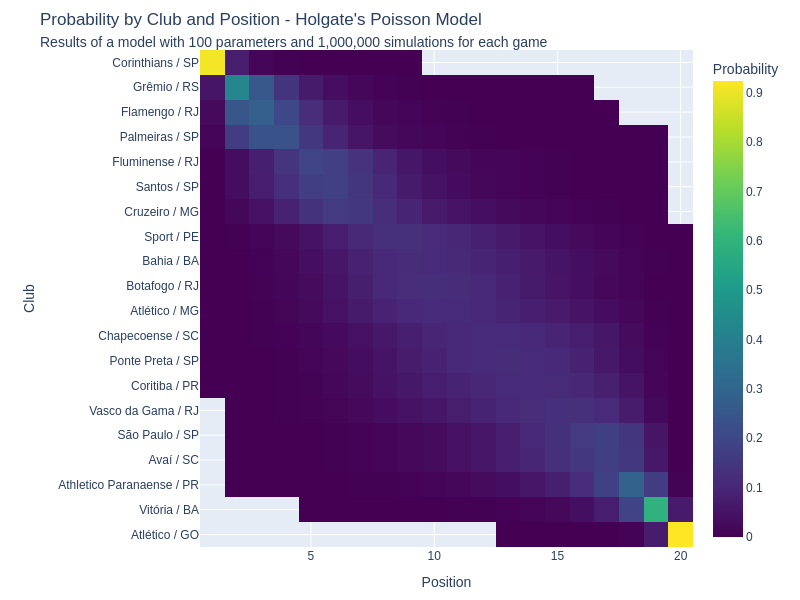 Probability by Club and Position - Holgate's Poisson Model
Results of a model with 100 parameters and 1,000,000 simulations for each game
Probability
Corinthians / SP
Grêmio / RS
Flamengo / RJ
Palmeiras / SP
Fluminense / RJ
Santos / SP
Cruzeiro / MG
Sport / PE
Bahia / BA
Botafogo / RJ
Atlético / MG
Chapecoense / SC
Ponte Preta / SP
Coritiba / PR
Vasco da Gama / RJ
São Paulo / SP
Avaí / SC
Athletico Paranaense / PR
Vitória / BA
Atlético / GO
Club
0.9
0.8
0.7
0.6
0.5
0.4
0.3
0.2
0.1
0
5
10
15
20
Position